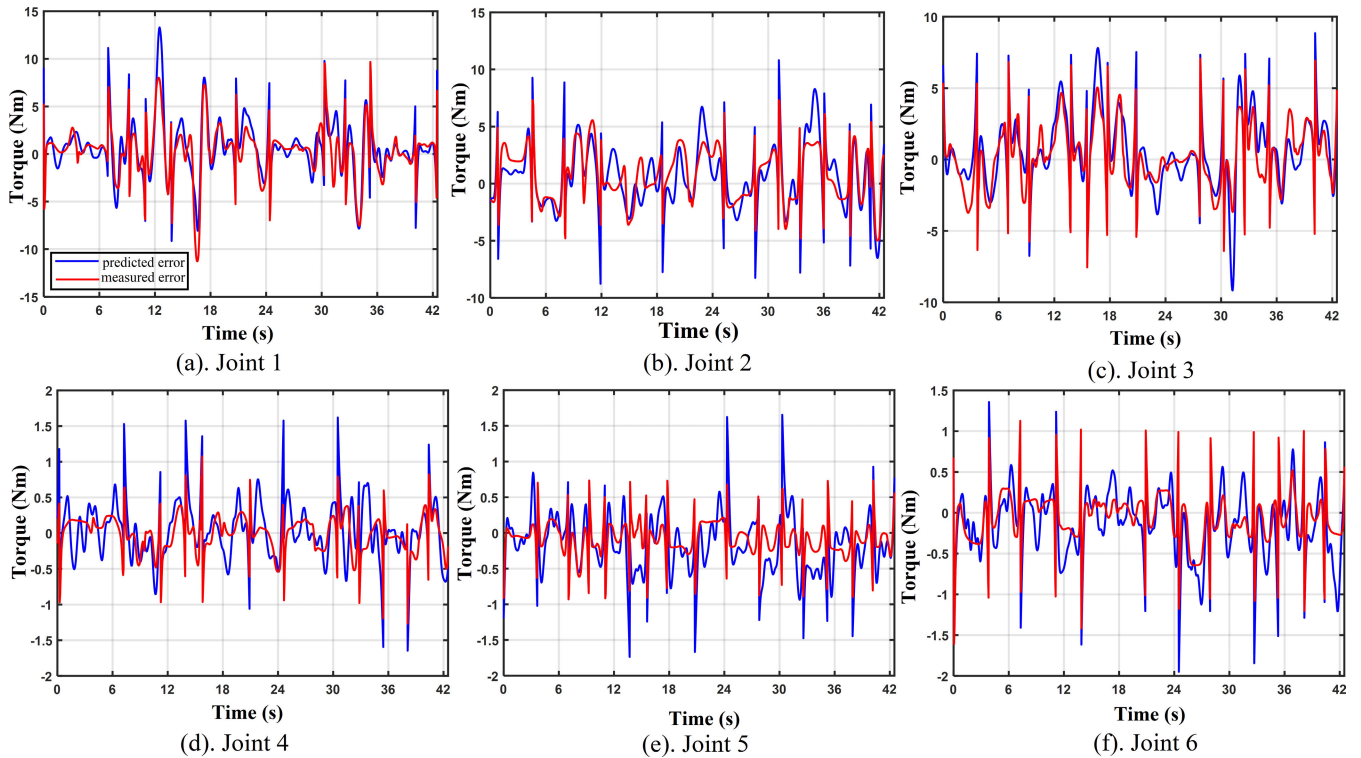 15
10
5
0
-5
-10
-15
Torque (Nm)
predicted error
measured error
0 6 12 18 24 30 36 42
Time (s)
(a). Joint 1
15
10
5
0
-5
-10
Torque (Nm)
0 6 12 18 24 30 36 42
Time (s)
(b). Joint 2
10
5
0
-5
-10
Torque (Nm)
0 6 12 18 24 30 36 42
Time (s)
(c). Joint 3
2
1.5
1
0.5
0
-0.5
-1
-1.5
-2
Torque (Nm)
0 6 12 18 24 30 36 42
Time (s)
(d). Joint 4
2
1.5
1
0.5
0
-0.5
-1
-1.5
-2
Torque (Nm)
0 6 12 18 24 30 36 42
Time (s)
(e). Joint 5
1.5
1
0.5
0
-0.5
-1
-1.5
-2
Torque (Nm)
0 6 12 18 24 30 36 42
Time (s)
(f). Joint 6